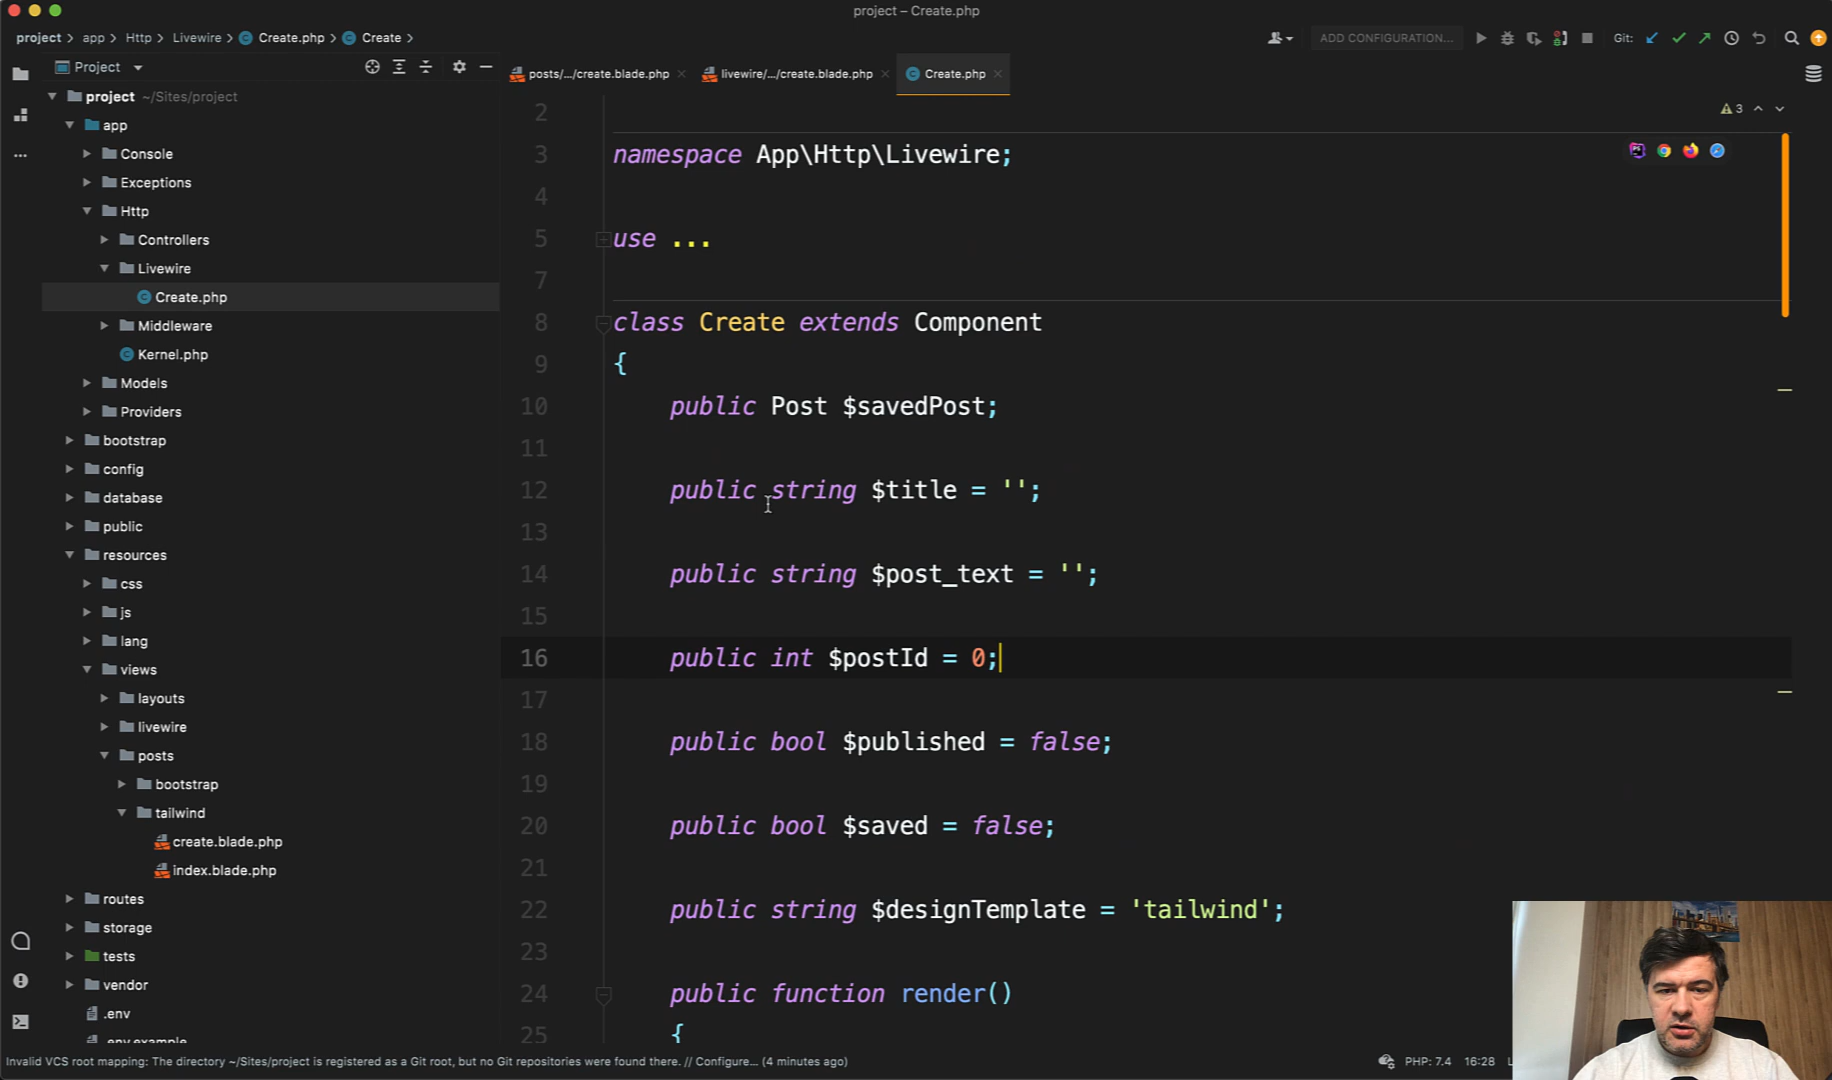 project – Create.php
project > app > Http > Livewire > Create.php > Create >
ADD CONFIGURATION...
Git:
Project
posts/.../create.blade.php
livewire/.../create.blade.php
Create.php
project ~/Sites/project
app
Console
Exceptions
Http
Controllers
Livewire
Create.php
Middleware
Kernel.php
Models
Providers
bootstrap
config
database
public
resources
css
js
lang
views
layouts
livewire
posts
bootstrap
tailwind
create.blade.php
index.blade.php
routes
storage
tests
vendor
.env
.env.example
3
2
3 namespace App\Http\Livewire;
4
5 use ...
7
8 class Create extends Component
9 {
10 public Post $savedPost;
11
12 public string $title = '';
13
14 public string $post_text = '';
15
16 public int $postId = 0;
17
18 public bool $published = false;
19
20 public bool $saved = false;
21
22 public string $designTemplate = 'tailwind';
23
24 public function render()
25 {
Invalid VCS root mapping: The directory ~/Sites/project is registered as a Git root, but no Git repositories were found there. // Configure... (4 minutes ago)
PHP: 7.4 16:28